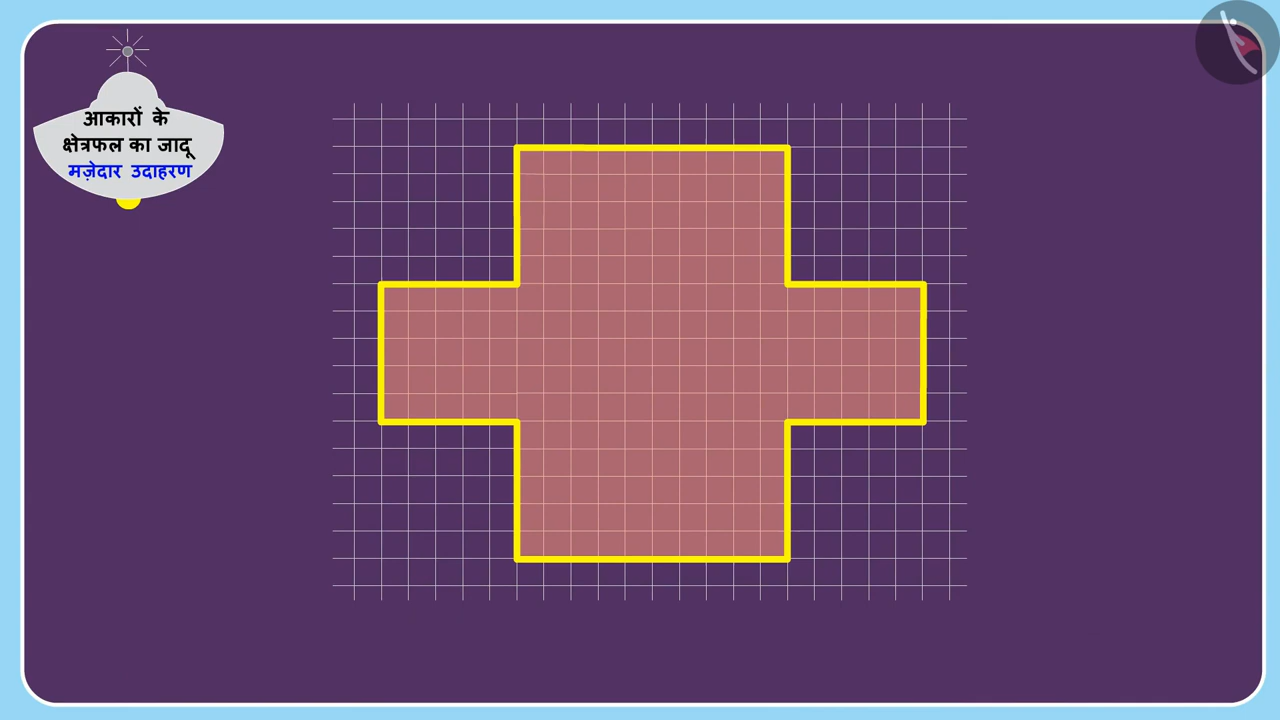 आकारों के
क्षेत्रफल का जादू
मज़ेदार उदाहरण